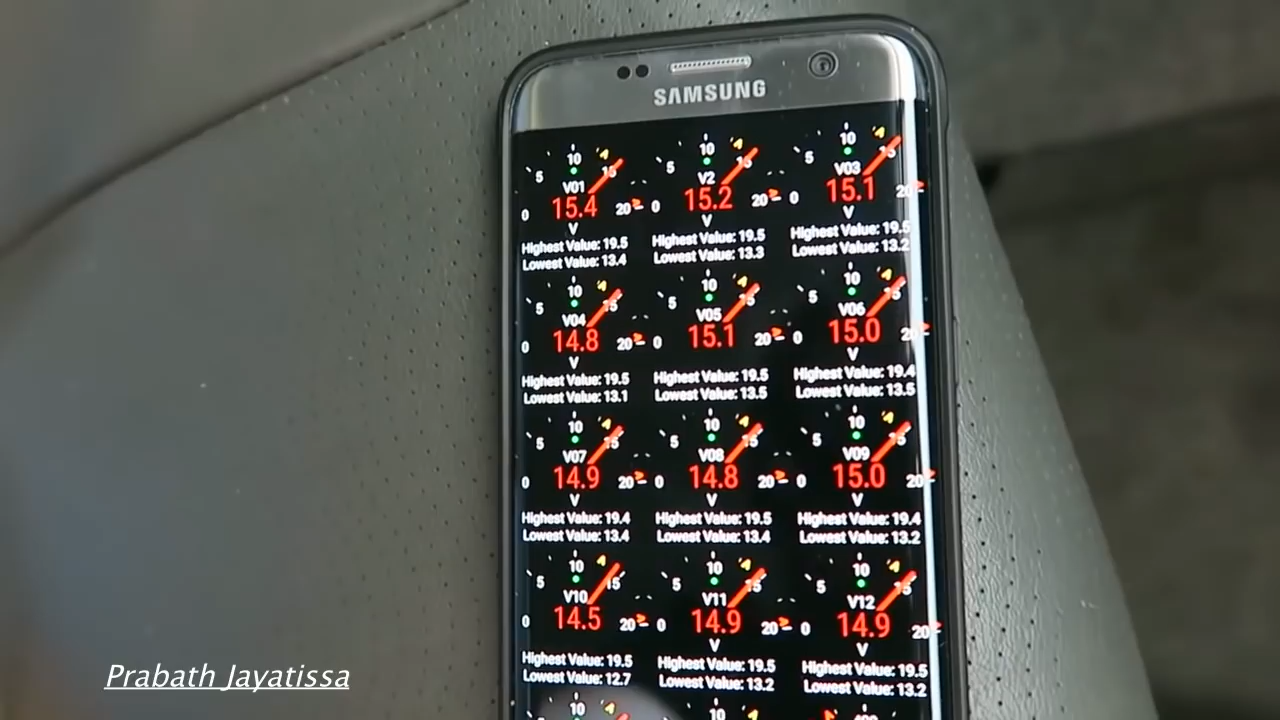 SAMSUNG
10 10 10
5 15 5 15 5 15
V01 V2 V03
0 15.4 20 0 15.2 20 0 15.1 20
V V V
Highest Value: 19.5 Highest Value: 19.5 Highest Value: 19.5
Lowest Value: 13.4 Lowest Value: 13.3 Lowest Value: 13.2
10 10 10
5 15 5 15 5 15
V04 V05 V06
0 14.8 20 0 15.1 20 0 15.0 20
V V V
Highest Value: 19.5 Highest Value: 19.5 Highest Value: 19.4
Lowest Value: 13.1 Lowest Value: 13.5 Lowest Value: 13.5
10 10 10
5 15 5 15 5 15
V07 V08 V09
0 14.9 20 0 14.8 20 0 15.0 20
V V V
Highest Value: 19.4 Highest Value: 19.5 Highest Value: 19.4
Lowest Value: 13.4 Lowest Value: 13.4 Lowest Value: 13.2
10 10 10
5 15 5 15 5 15
V10 V11 V12
0 14.5 20 0 14.9 20 0 14.9 20
V V
Highest Value: 19.5 Highest Value: 19.5 Highest Value: 19.5
Lowest Value: 12.7 Lowest Value: 13.2 Lowest Value: 13.2
10 10
Prabath Jayatissa